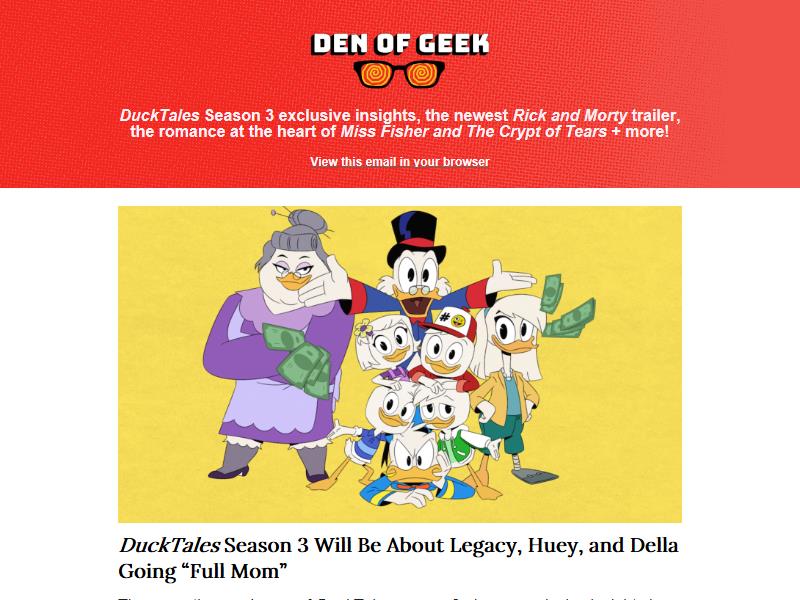 DEN OF GEEK
DuckTales Season 3 exclusive insights, the newest Rick and Morty trailer,
the romance at the heart of Miss Fisher and The Crypt of Tears + more!
View this email in your browser
#
DuckTales Season 3 Will Be About Legacy, Huey, and Della
Going “Full Mom”